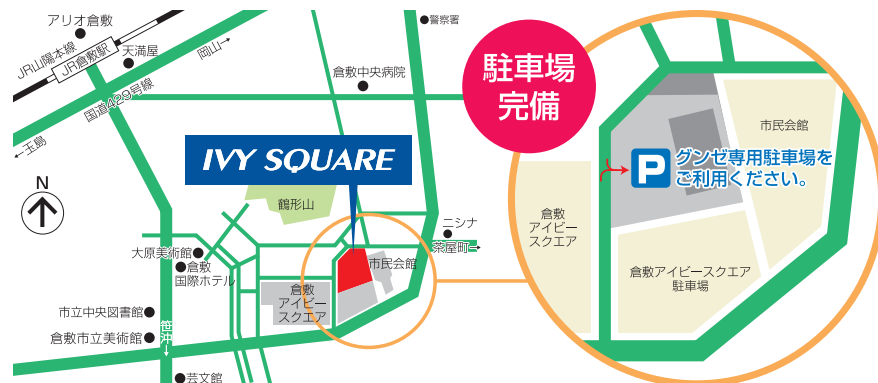 アリオ倉敷
JR山陽本線
JR倉敷駅
天満屋
岡山→
国道429号線
←玉島
警察署
倉敷中央病院
駐車場
完備
IVY SQUARE
N
鶴形山
ニシナ
茶屋町→
大原美術館
倉敷
国際ホテル
市民会館
倉敷
アイビー
スクエア
市立中央図書館
倉敷市立美術館
笹沖→
芸文館
市民会館
P
グンゼ専用駐車場を
ご利用ください。
倉敷
アイビー
スクエア
倉敷アイビースクエア
駐車場